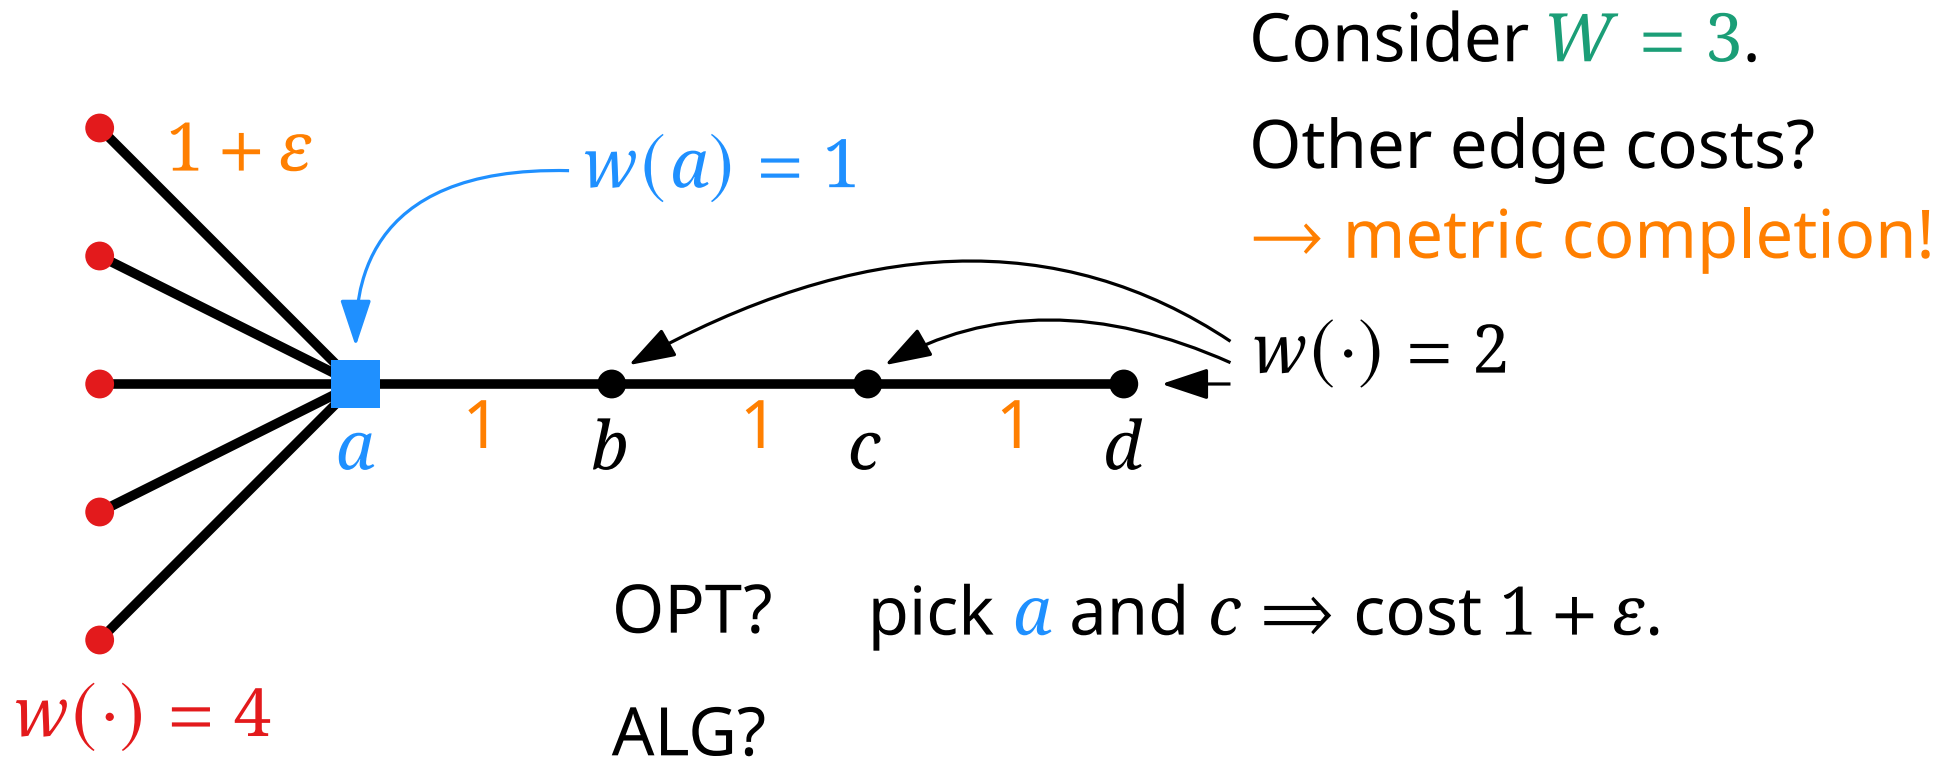 Consider W = 3.
Other edge costs?
→ metric completion!
1 + ε
w(a) = 1
w(·) = 2
1 1 1
a b c d
OPT? pick a and c ⟹ cost 1 + ε.
w(·) = 4
ALG?